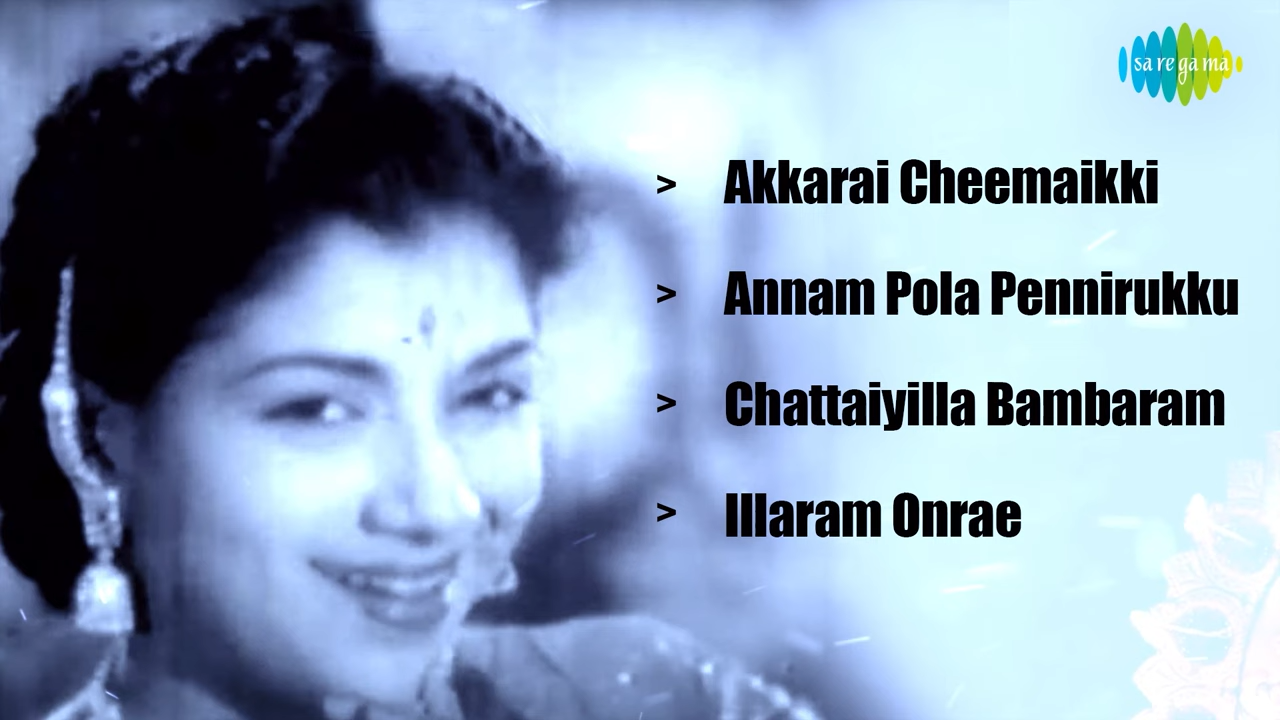 sa re ga ma
> Akkarai Cheemaikki
> Annam Pola Pennirukku
> Chattaiyilla Bambaram
> Illaram Onrae